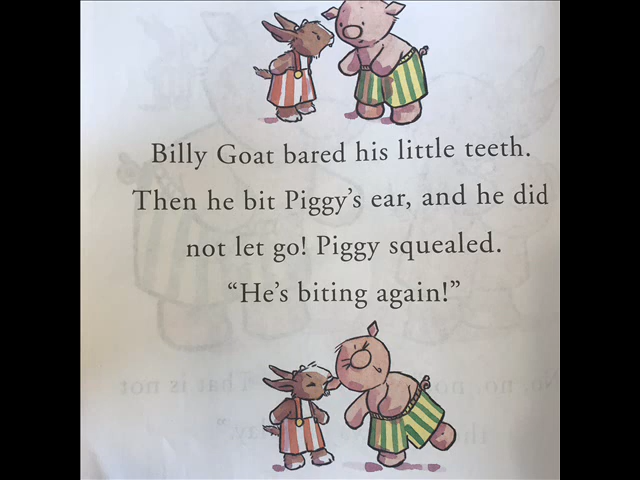 Billy Goat bared his little teeth.
Then he bit Piggy's ear, and he did
not let go! Piggy squealed.
"He's biting again!"